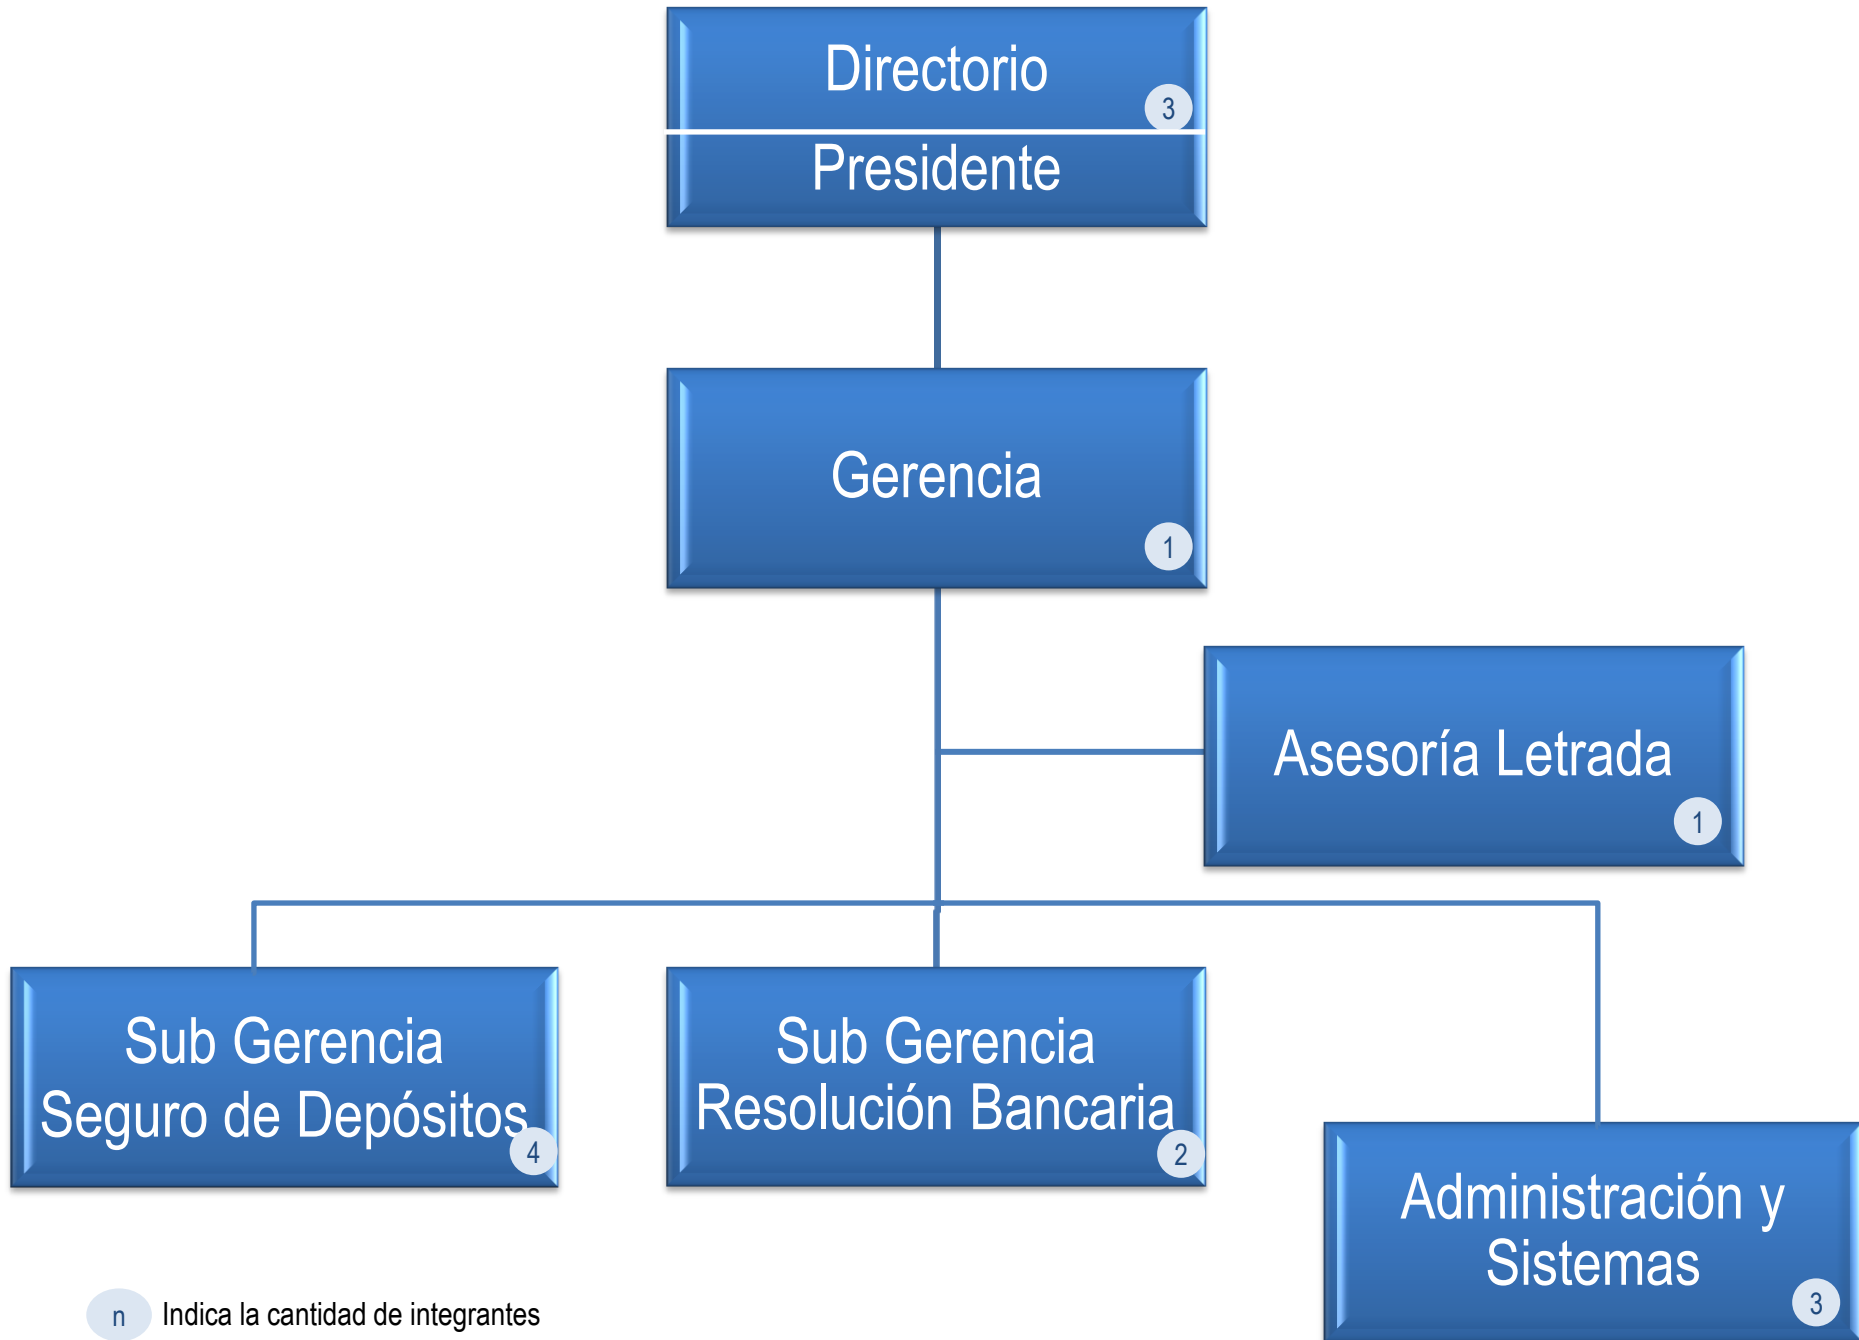 Directorio
3
Presidente
Gerencia
1
Asesoría Letrada
1
Sub Gerencia
Seguro de Depósitos
4
Sub Gerencia
Resolución Bancaria
2
Administración y
Sistemas
3
n Indica la cantidad de integrantes